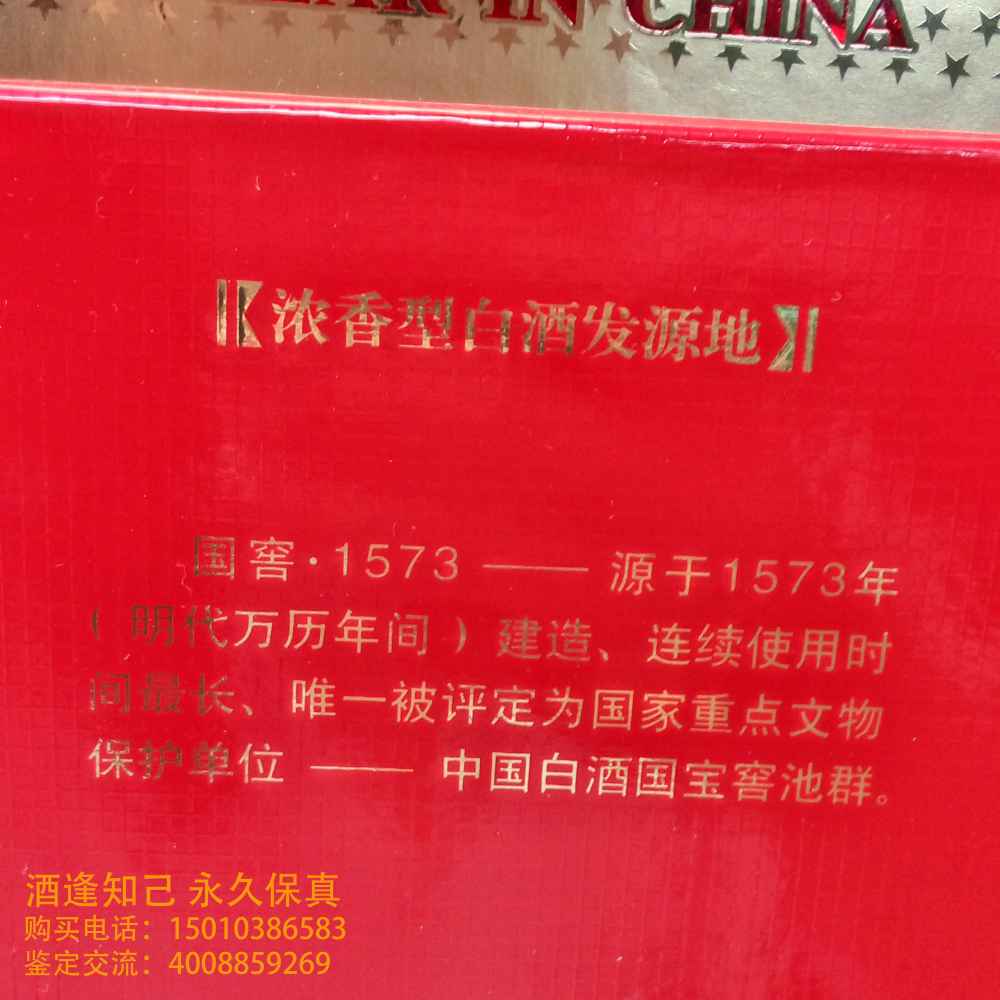 IN CHINA
【浓香型白酒发源地】
国窖·1573 —— 源于1573年
（明代万历年间）建造、连续使用时
间最长、唯一被评定为国家重点文物
保护单位 —— 中国白酒国宝窖池群。
酒逢知己 永久保真
购买电话：15010386583
鉴定交流：4008859269